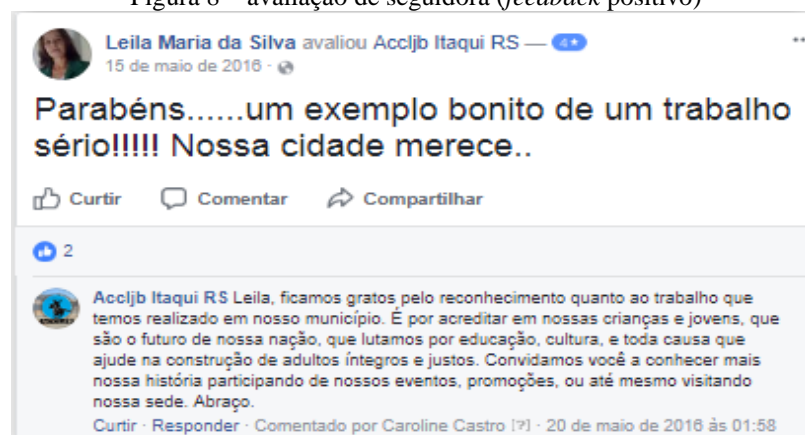 Figura 8 – avaliação de seguidora (feedback positivo)
Leila Maria da Silva avaliou Accljb Itaqui RS — 4★
15 de maio de 2016 ·
Parabéns......um exemplo bonito de um trabalho
sério!!!!! Nossa cidade merece..
Curtir Comentar Compartilhar
2
Accljb Itaqui RS Leila, ficamos gratos pelo reconhecimento quanto ao trabalho que
temos realizado em nosso município. É por acreditar em nossas crianças e jovens, que
são o futuro de nossa nação, que lutamos por educação, cultura, e toda causa que
ajude na construção de adultos íntegros e justos. Convidamos você a conhecer mais
nossa história participando de nossos eventos, promoções, ou até mesmo visitando
nossa sede. Abraço.
Curtir · Responder · Comentado por Caroline Castro [?] · 20 de maio de 2016 às 01:58